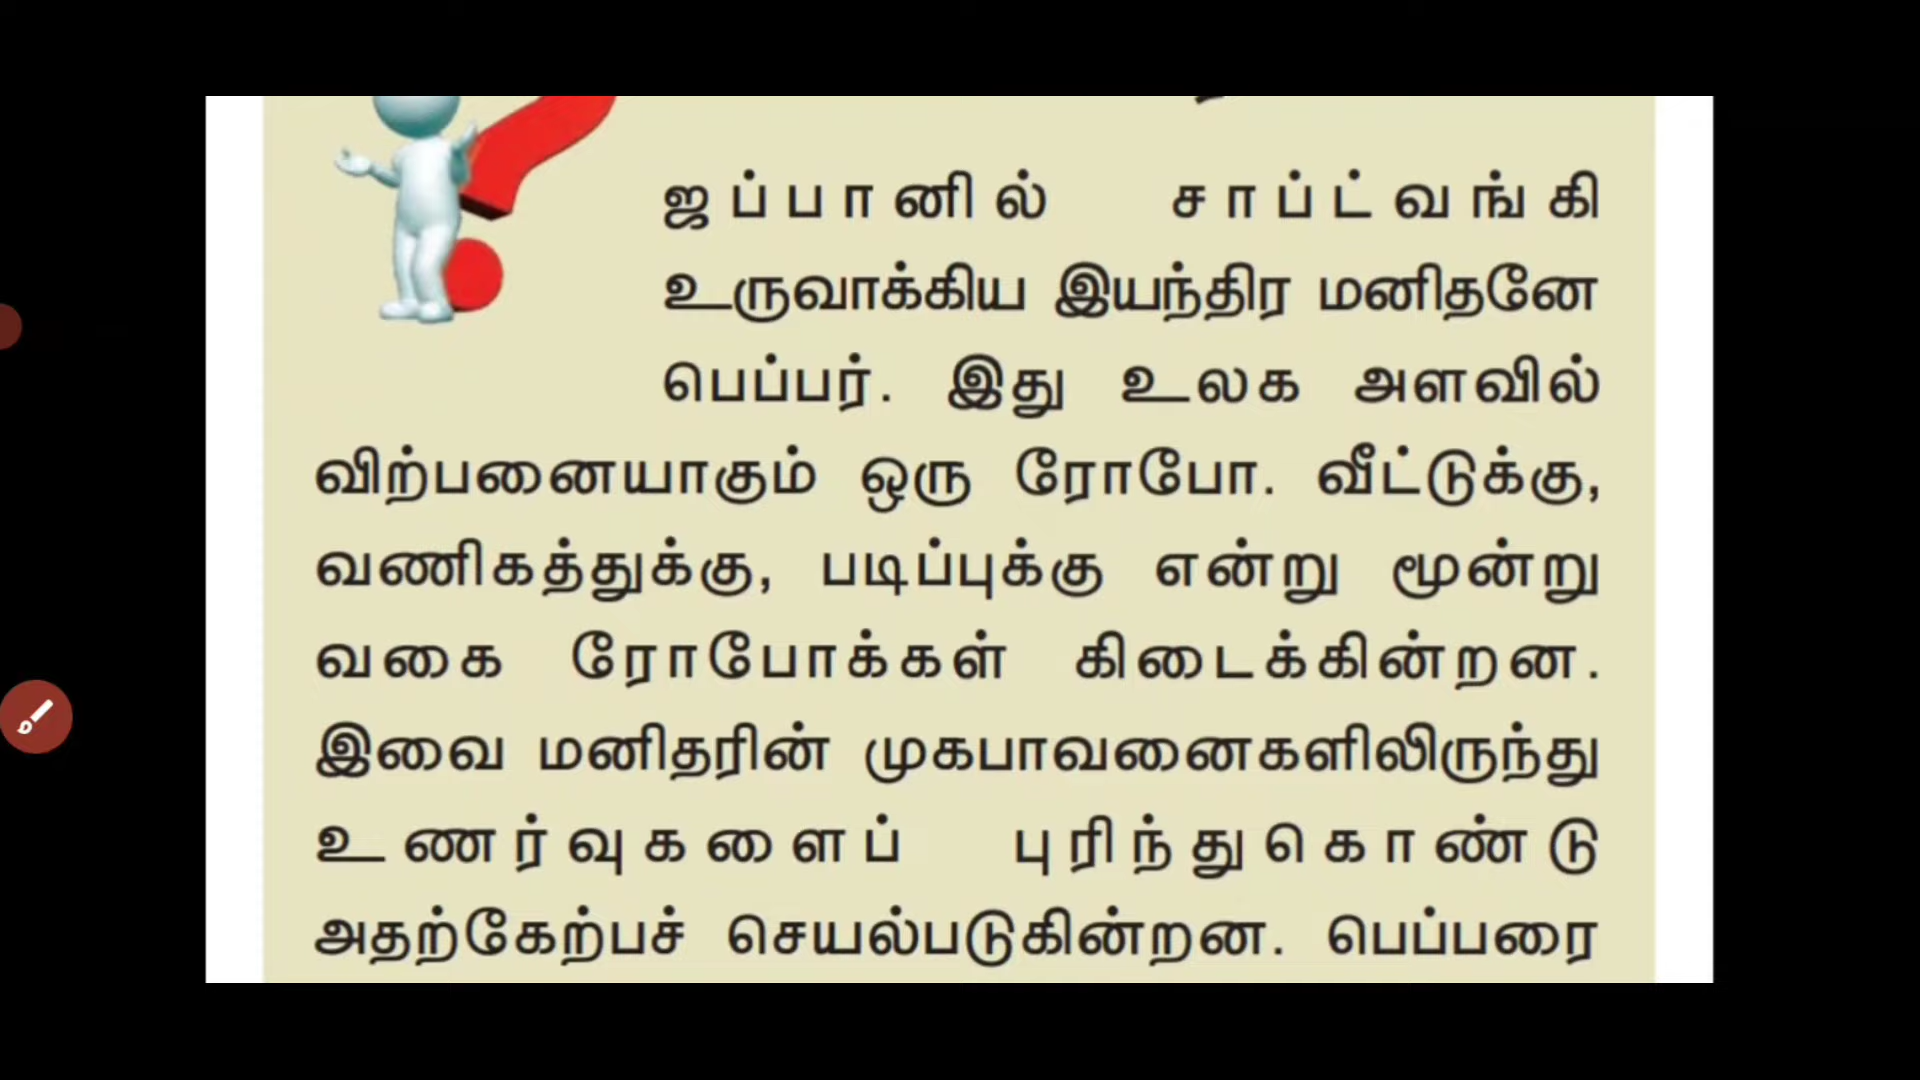 ஜப்பானில் சாப்ட்வங்கி
உருவாக்கிய இயந்திர மனிதனே
பெப்பர். இது உலக அளவில்
விற்பனையாகும் ஒரு ரோபோ. வீட்டுக்கு,
வணிகத்துக்கு, படிப்புக்கு என்று மூன்று
வகை ரோபோக்கள் கிடைக்கின்றன.
இவை மனிதரின் முகபாவனைகளிலிருந்து
உணர்வுகளைப் புரிந்துகொண்டு
அதற்கேற்பச் செயல்படுகின்றன. பெப்பரை